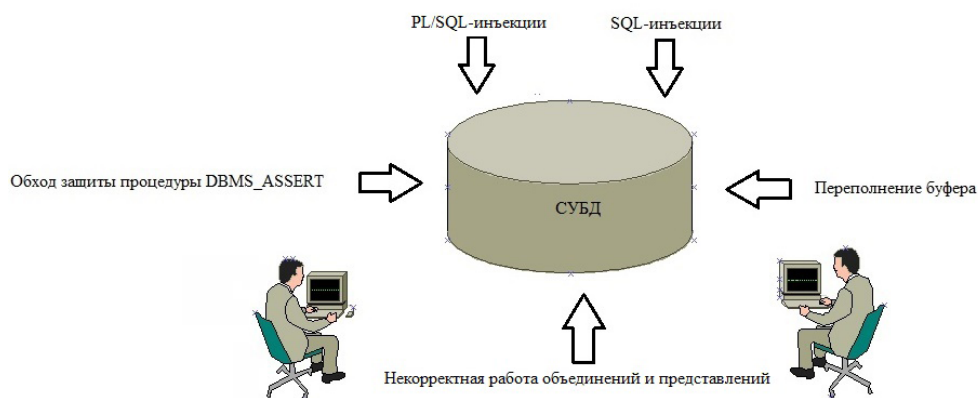 PL/SQL-инъекции
SQL-инъекции
Обход защиты процедуры DBMS_ASSERT
СУБД
Переполнение буфера
Некорректная работа объединений и представлений